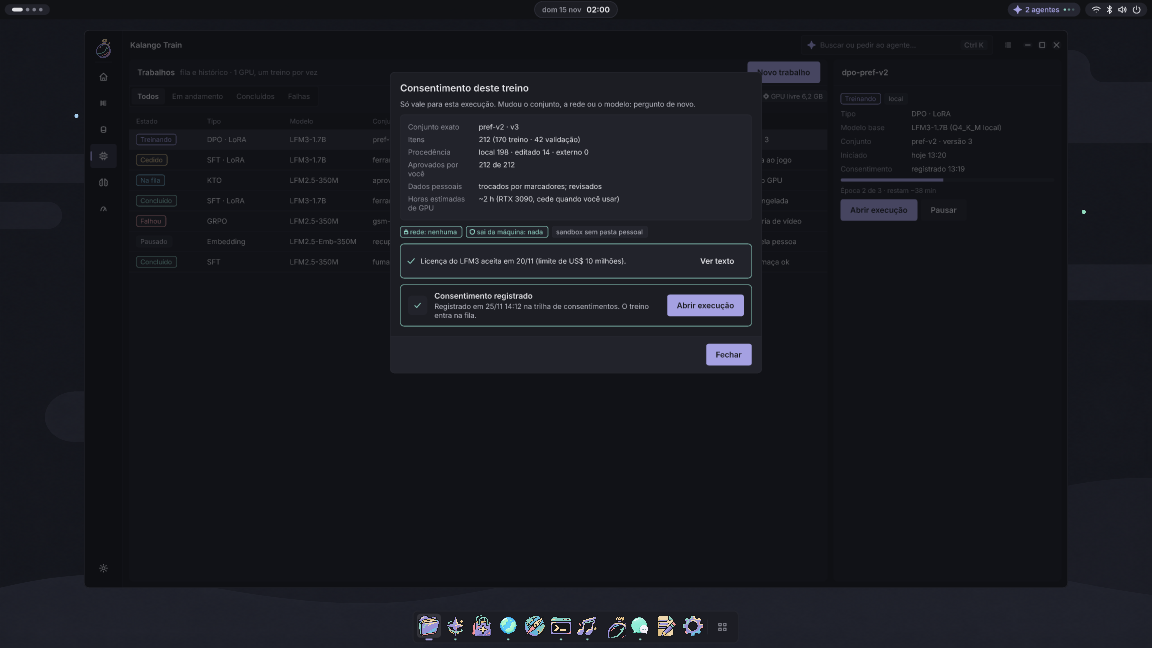 dom 15 nov 02:00
2 agentes
Kalango Train
Buscar ou pedir ao agente...
Ctrl K
Trabalhos fila e histórico · 1 GPU, um treino por vez
Novo trabalho
Todos Em andamento Concluídos Falhas
GPU livre 6,2 GB
Estado Tipo Modelo
Treinando DPO · LoRA LFM3-1.7B
Cedido SFT · LoRA LFM3-1.7B
Na fila KTO LFM2.5-350M
Concluído SFT · LoRA LFM3-1.7B
Falhou GRPO LFM2.5-350M
Pausado Embedding LFM2.5-Emb-350M
Concluído SFT LFM2.5-350M
Consentimento deste treino
Só vale para esta execução. Mudou o conjunto, a rede ou o modelo: pergunto de novo.
Conjunto exato pref-v2 · v3
Itens 212 (170 treino · 42 validação)
Procedência local 198 · editado 14 · externo 0
Aprovados por você 212 de 212
Dados pessoais trocados por marcadores; revisados
Horas estimadas de GPU ~2 h (RTX 3090, cede quando você usar)
rede: nenhuma sai da máquina: nada sandbox sem pasta pessoal
Licença do LFM3 aceita em 20/11 (limite de US$ 10 milhões). Ver texto
Consentimento registrado
Registrado em 25/11 14:12 na trilha de consentimentos. O treino
entra na fila.
Abrir execução
Fechar
dpo-pref-v2
Treinando local
Tipo DPO · LoRA
Modelo base LFM3-1.7B (Q4_K_M local)
Conjunto pref-v2 · versão 3
Iniciado hoje 13:20
Consentimento registrado 13:19
Época 2 de 3 · restam ~38 min
Abrir execução Pausar